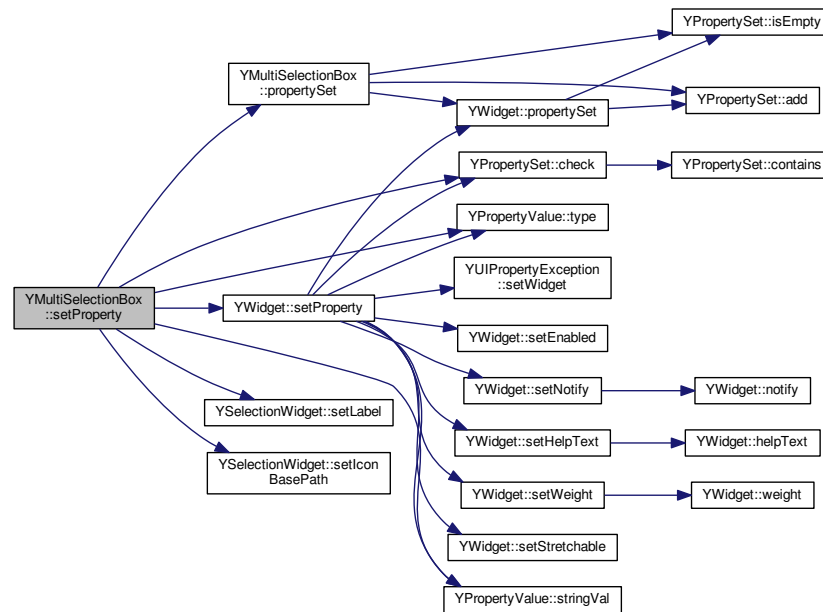 YPropertySet::isEmpty
YMultiSelectionBox
::propertySet
YPropertySet::add
YWidget::propertySet
YPropertySet::check
YPropertySet::contains
YPropertyValue::type
YUIPropertyException
::setWidget
YMultiSelectionBox
::setProperty
YWidget::setProperty
YWidget::setEnabled
YWidget::setNotify
YWidget::notify
YSelectionWidget::setLabel
YWidget::setHelpText
YWidget::helpText
YSelectionWidget::setIcon
BasePath
YWidget::setWeight
YWidget::weight
YWidget::setStretchable
YPropertyValue::stringVal